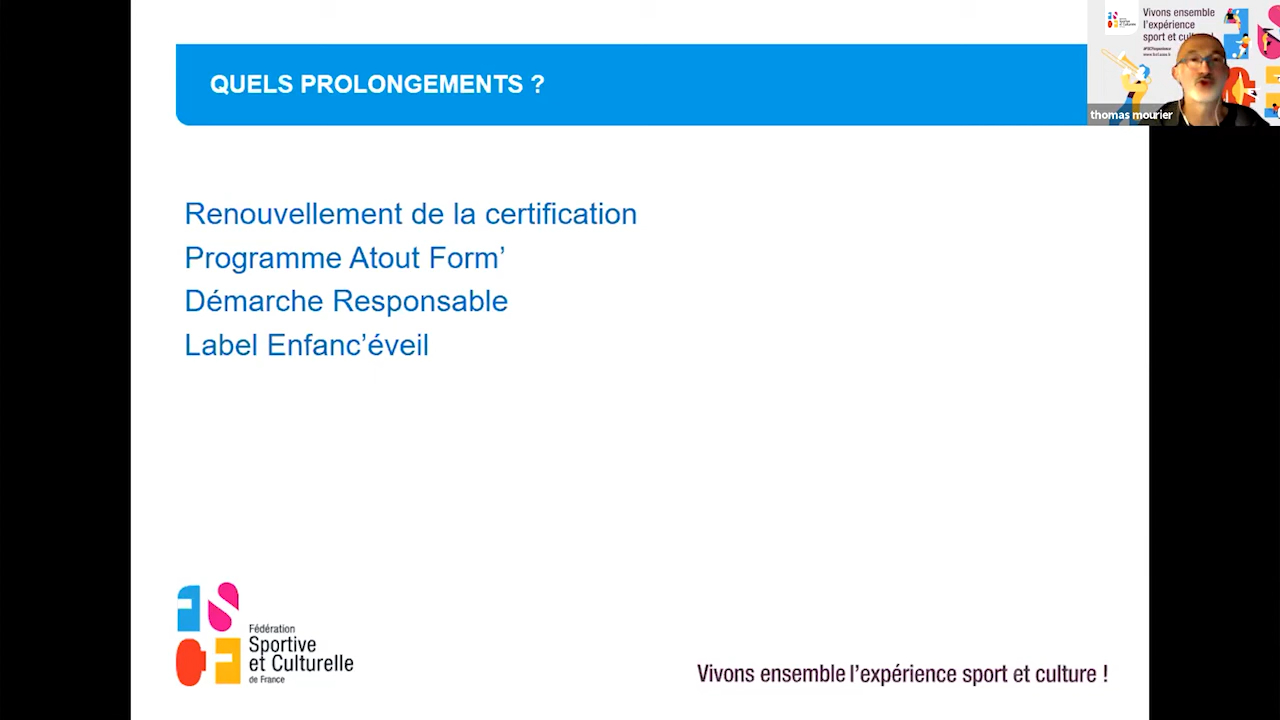 QUELS PROLONGEMENTS ?
Vivons ensemble
l'expérience
sport et culture !
thomas mourier
Renouvellement de la certification
Programme Atout Form’
Démarche Responsable
Label Enfanc’éveil
Fédération
Sportive
et Culturelle
de France
Vivons ensemble l'expérience sport et culture !